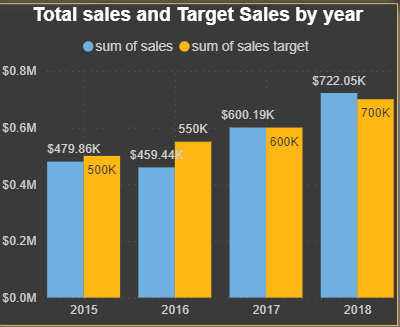 Total sales and Target Sales by year
sum of sales sum of sales target
$0.8M
$722.05K
700K
$0.6M
$600.19K
600K
550K
$479.86K
500K
$459.44K
$0.4M
$0.2M
$0.0M
2015 2016 2017 2018